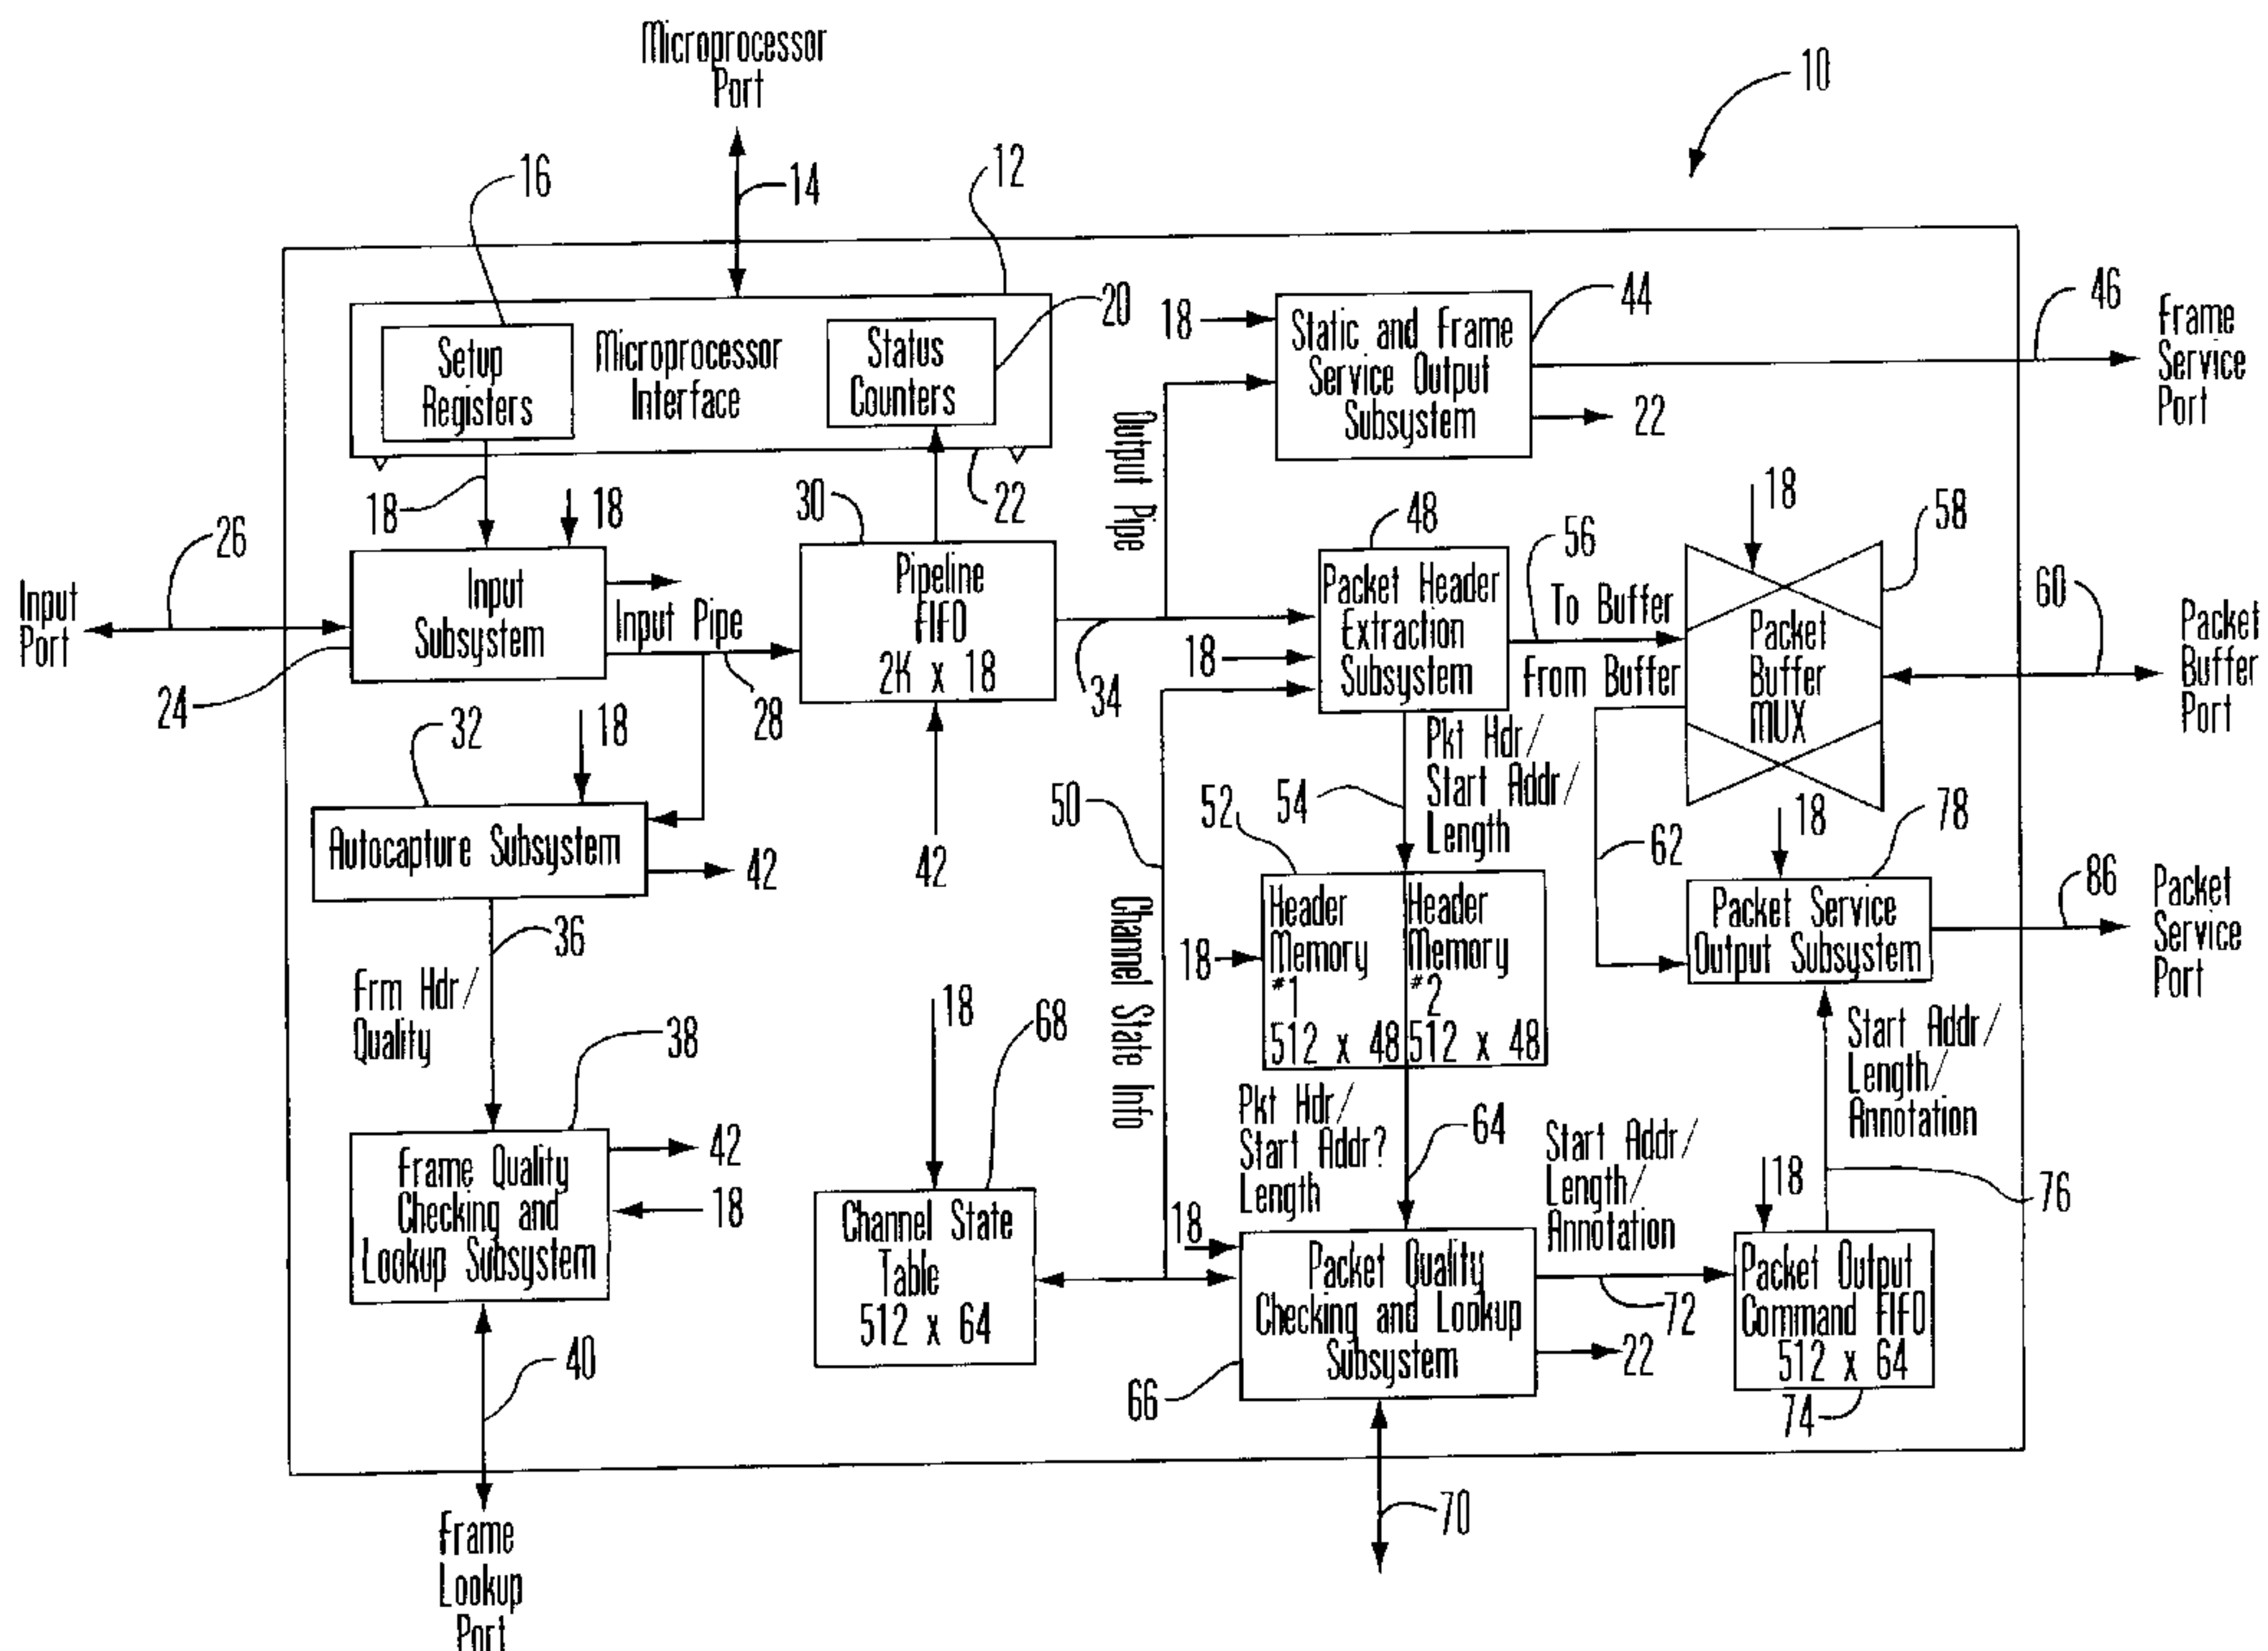 Microprocessor
Port
10
16
14
12
Setup
Registers
Microprocessor
Interface
Status
Counters
20
18
Static and Frame
Service Output
Subsystem
44
46
Frame
Service
Port
22
Output Pipe
18
18
22
30
26
Input
Port
24
Input
Subsystem
Input Pipe
28
Pipeline
FIFO
2K x 18
34
48
Packet Header
Extraction
Subsystem
18
56
To Buffer
From Buffer
18
58
Packet
Buffer
MUX
60
Packet
Buffer
Port
32
18
Autocapture Subsystem
42
42
50
Channel State Info
54
Pkt Hdr/
Start Addr/
Length
52
18
Header
Memory
#1
512 x 48
Header
Memory
#2
512 x 48
62
18
78
Packet Service
Output Subsystem
86
Packet
Service
Port
36
Frm Hdr/
Quality
38
Frame Quality
Checking and
Lookup Subsystem
42
18
40
Frame
Lookup
Port
18
68
Channel State
Table
512 x 64
Pkt Hdr/
Start Addr?
Length
64
18
Packet Quality
Checking and Lookup
Subsystem
66
22
70
Start Addr/
Length/
Annotation
72
Start Addr/
Length/
Annotation
76
18
Packet Output
Command FIFO
512 x 64
74